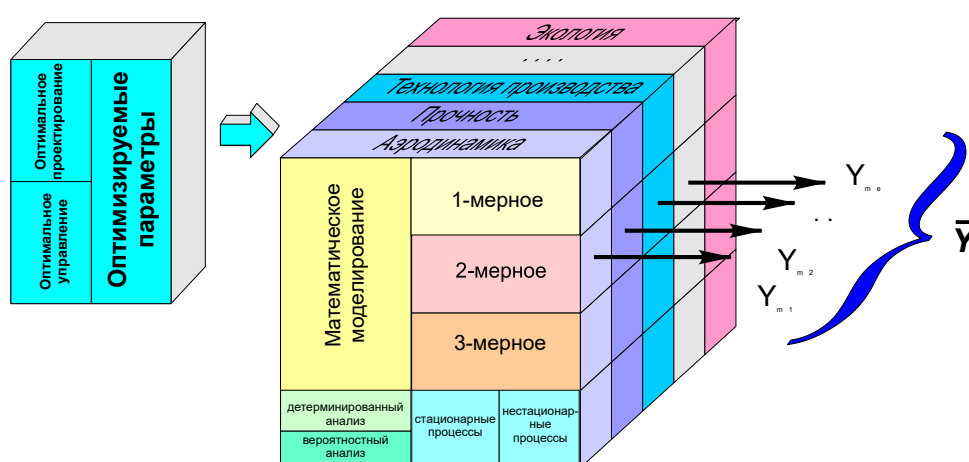 Оптимальное
проектирование
Оптимальное
управление
Оптимизируемые
параметры
Экология
. . . .
Технология производства
Прочность
Аэродинамика
Математическое
моделирование
1-мерное
2-мерное
3-мерное
детерминированный
анализ
вероятностный
анализ
стационарные
процессы
нестационар-
ные
процессы
Y m e
. .
Y m 2
Y m 1
Ȳ